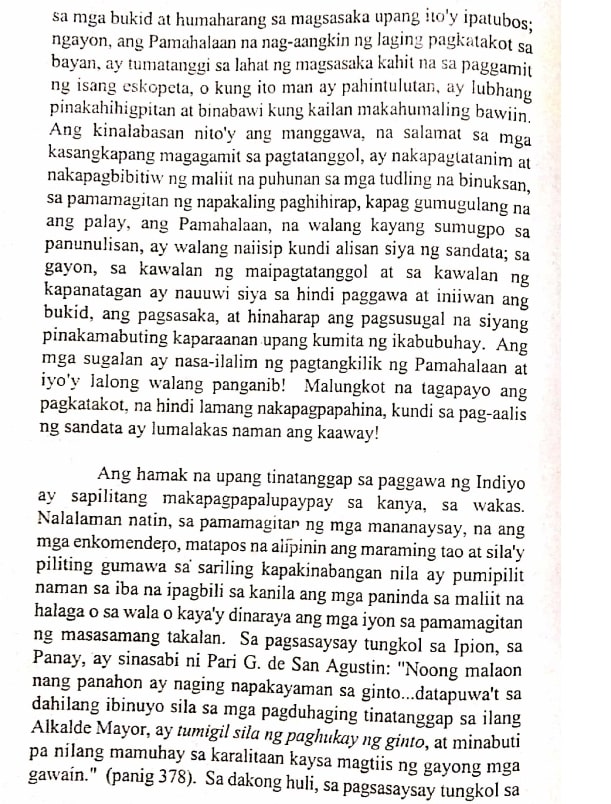 sa mga bukid at humaharang sa magsasaka upang ito'y ipatubos;
ngayon, ang Pamahalaan na nag-aangkin ng laging pagkatakot sa
bayan, ay tumatanggi sa lahat ng magsasaka kahit na sa paggamit
ng isang eskopeta, o kung ito man ay pahintulutan, ay lubhang
pinakahihigpitan at binabawi kung kailan makahumaling bawiin.
Ang kinalabasan nito'y ang manggawa, na salamat sa mga
kasangkapang magagamit sa pagtatanggol, ay nakapagtatanim at
nakapagbibitiw ng maliit na puhunan sa mga tudling na binuksan,
sa pamamagitan ng napakaling paghihirap, kapag gumugulang na
ang palay, ang Pamahalaan, na walang kayang sumugpo sa
panunulisan, ay walang naiisip kundi alisan siya ng sandata; sa
gayon, sa kawalan ng maipagtatanggol at sa kawalan ng
kapanatagan ay nauuwi siya sa hindi paggawa at iniiwan ang
bukid, ang pagsasaka, at hinaharap ang pagsusugal na siyang
pinakamabuting kaparaanan upang kumita ng ikabubuhay. Ang
mga sugalan ay nasa-ilalim ng pagtangkilik ng Pamahalaan at
iyo'y lalong walang panganib! Malungkot na tagapayo ang
pagkatakot, na hindi lamang nakapagpapahina, kundi sa pag-aalis
ng sandata ay lumalakas naman ang kaaway!
Ang hamak na upang tinatanggap sa paggawa ng Indiyo
ay sapilitang makapagpapalupaypay sa kanya, sa wakas.
Nalalaman natin, sa pamamagitan ng mga mananaysay, na ang
mga enkomendero, matapos na alipinin ang maraming tao at sila'y
piliting gumawa sa sariling kapakinabangan nila ay pumipilit
naman sa iba na ipagbili sa kanila ang mga paninda sa maliit na
halaga o sa wala o kaya'y dinaraya ang mga iyon sa pamamagitan
ng masasamang takalan. Sa pagsasaysay tungkol sa Ipion, sa
Panay, ay sinasabi ni Pari G. de San Agustin: "Noong malaon
nang panahon ay naging napakayaman sa ginto...datapuwa't sa
dahilang ibinuyo sila sa mga pagduhaging tinatanggap sa ilang
Alkalde Mayor, ay tumigil sila ng paghukay ng ginto, at minabuti
pa nilang mamuhay sa karalitaan kaysa magtiis ng gayong mga
gawain." (panig 378). Sa dakong huli, sa pagsasaysay tungkol sa